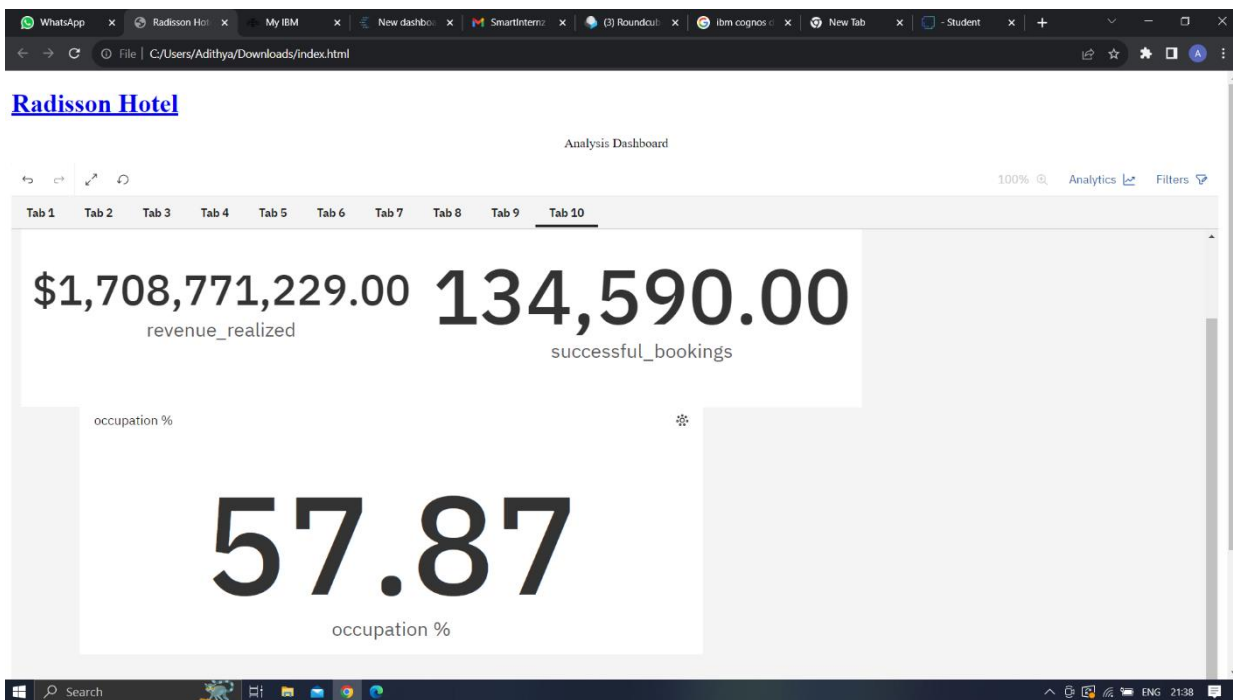 WhatsApp Radisson Hot My IBM New dashboa SmartInternz (3) Roundcub ibm cognos d New Tab - Student
File C:/Users/Adithya/Downloads/index.html A
Radisson Hotel
Analysis Dashboard
100% Analytics Filters
Tab 1 Tab 2 Tab 3 Tab 4 Tab 5 Tab 6 Tab 7 Tab 8 Tab 9 Tab 10
$1,708,771,229.00 134,590.00
revenue_realized successful_bookings
occupation %
57.87
occupation %
Search ENG 21:38